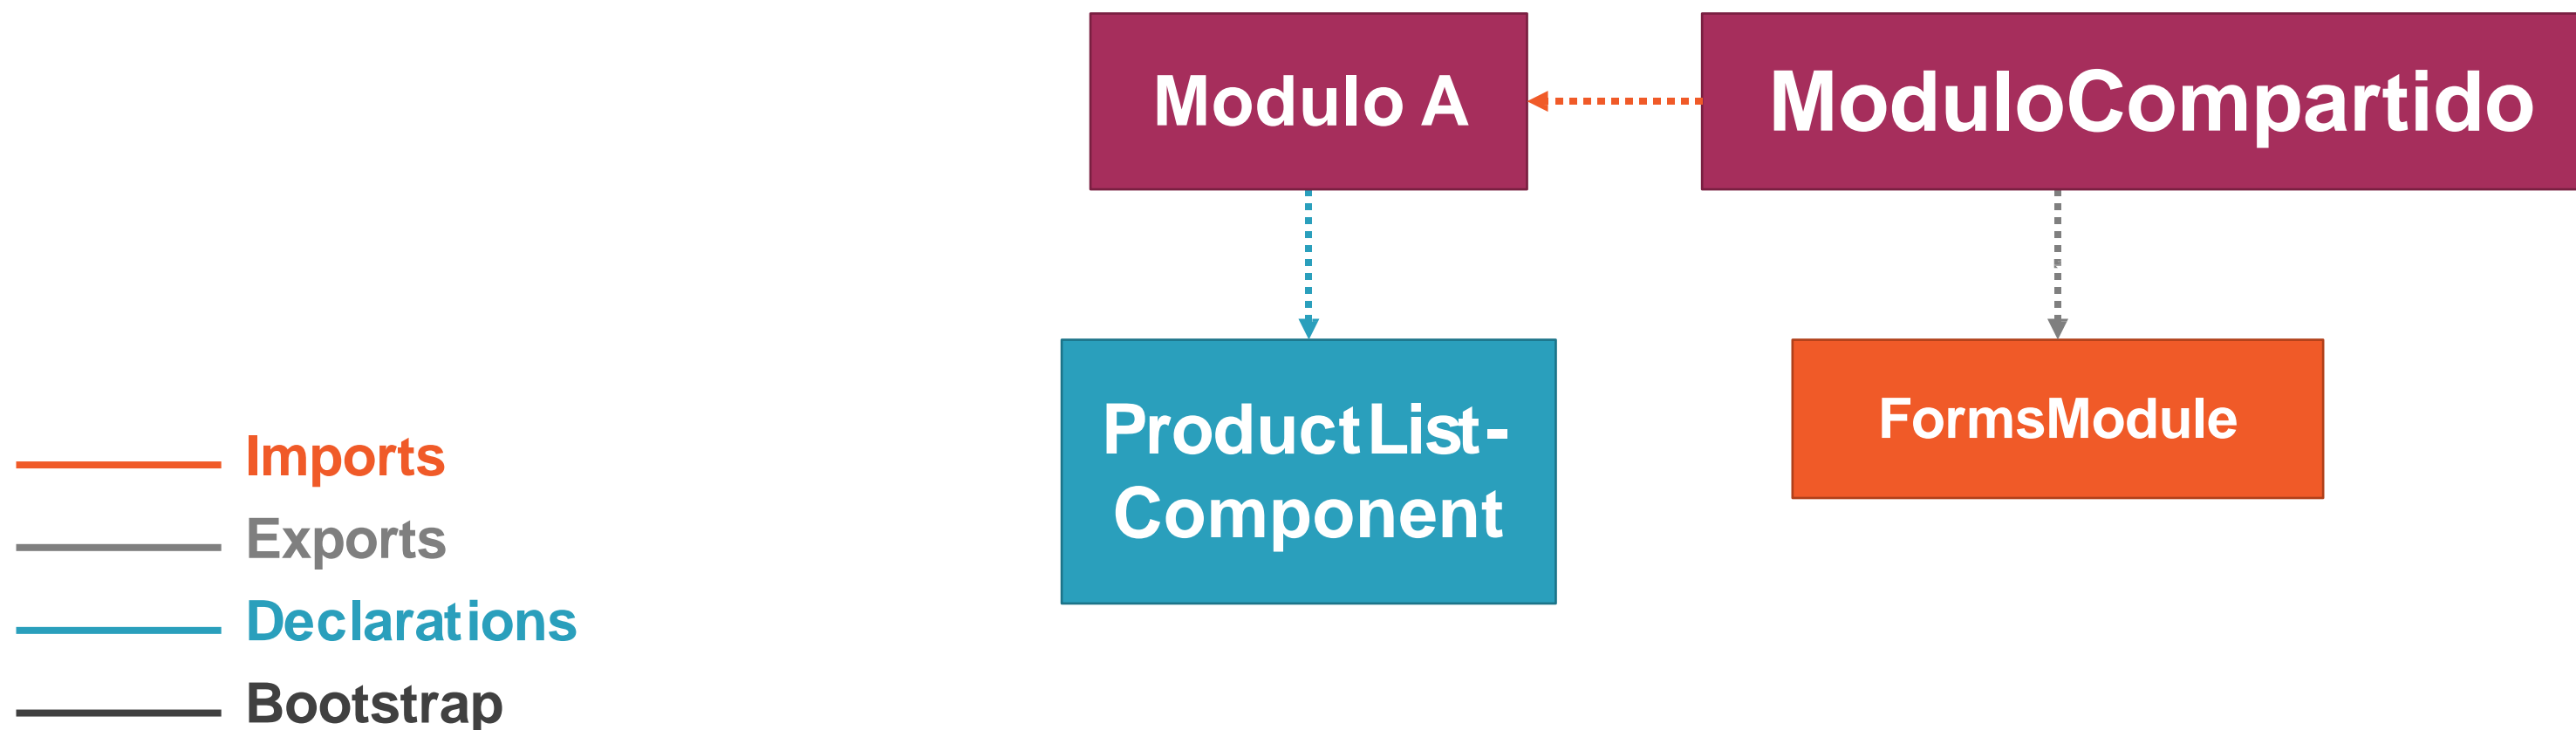 Modulo A
ModuloCompartido
ProductList-
Component
FormsModule
Imports
Exports
Declarations
Bootstrap